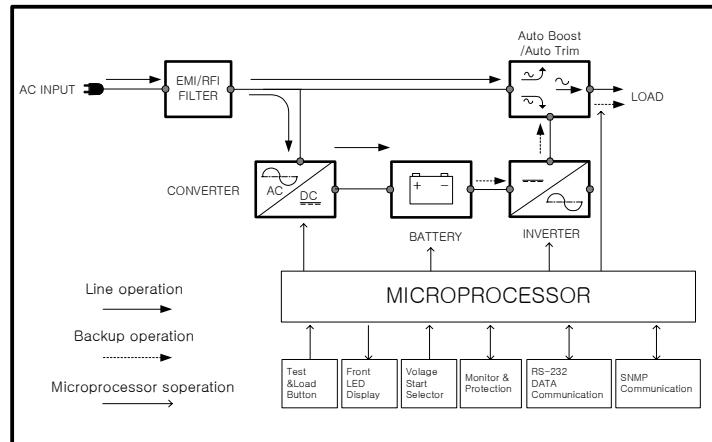 Auto Boost
/Auto Trim
AC INPUT
EMI/RFI
FILTER
LOAD
CONVERTER
AC
DC
+ −
BATTERY
INVERTER
MICROPROCESSOR
Line operation
Backup operation
Microprocessor soperation
Test
&Load
Button
Front
LED
Display
Volage
Start
Selector
Monitor &
Protection
RS-232
DATA
Communication
SNMP
Communication